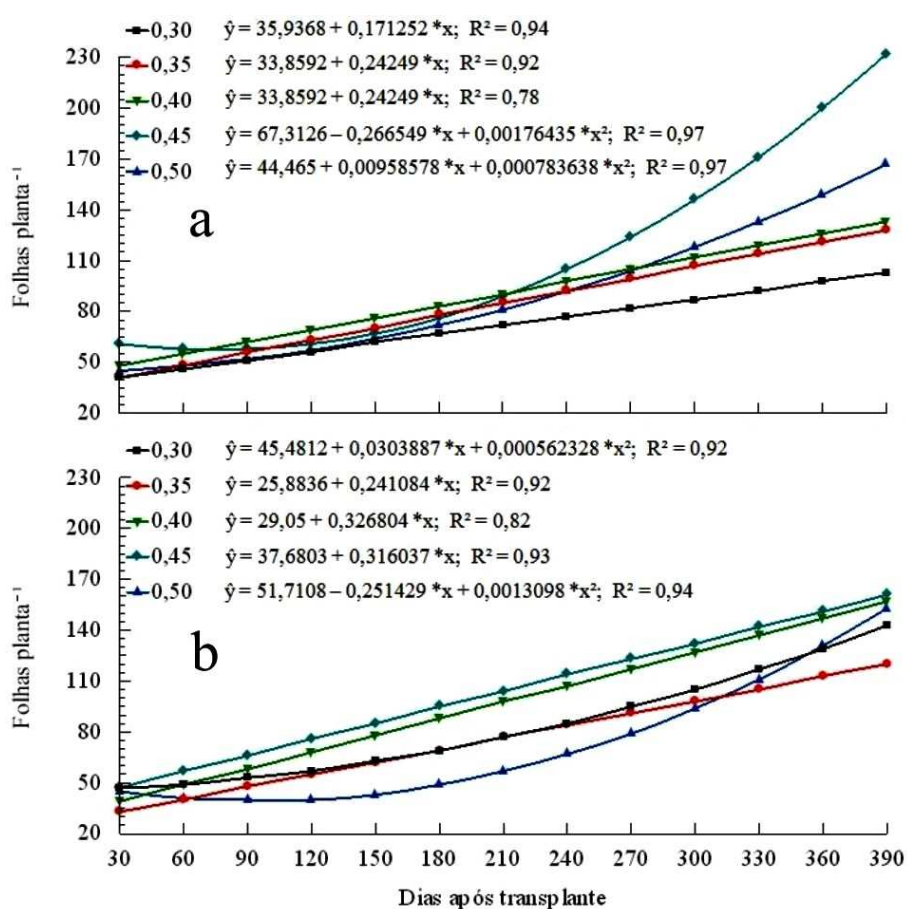 0,30 ŷ = 35,9368 + 0,171252 *x; R² = 0,94
0,35 ŷ = 33,8592 + 0,24249 *x; R² = 0,92
0,40 ŷ = 33,8592 + 0,24249 *x; R² = 0,78
0,45 ŷ = 67,3126 – 0,266549 *x + 0,00176435 *x²; R² = 0,97
0,50 ŷ = 44,465 + 0,00958578 *x + 0,000783638 *x²; R² = 0,97
a
Folhas planta⁻¹
230
200
170
140
110
80
50
20
0,30 ŷ = 45,4812 + 0,0303887 *x + 0,000562328 *x²; R² = 0,92
0,35 ŷ = 25,8836 + 0,241084 *x; R² = 0,92
0,40 ŷ = 29,05 + 0,326804 *x; R² = 0,82
0,45 ŷ = 37,6803 + 0,316037 *x; R² = 0,93
0,50 ŷ = 51,7108 – 0,251429 *x + 0,0013098 *x²; R² = 0,94
b
Folhas planta⁻¹
230
200
170
140
110
80
50
20
30 60 90 120 150 180 210 240 270 300 330 360 390
Dias após transplante